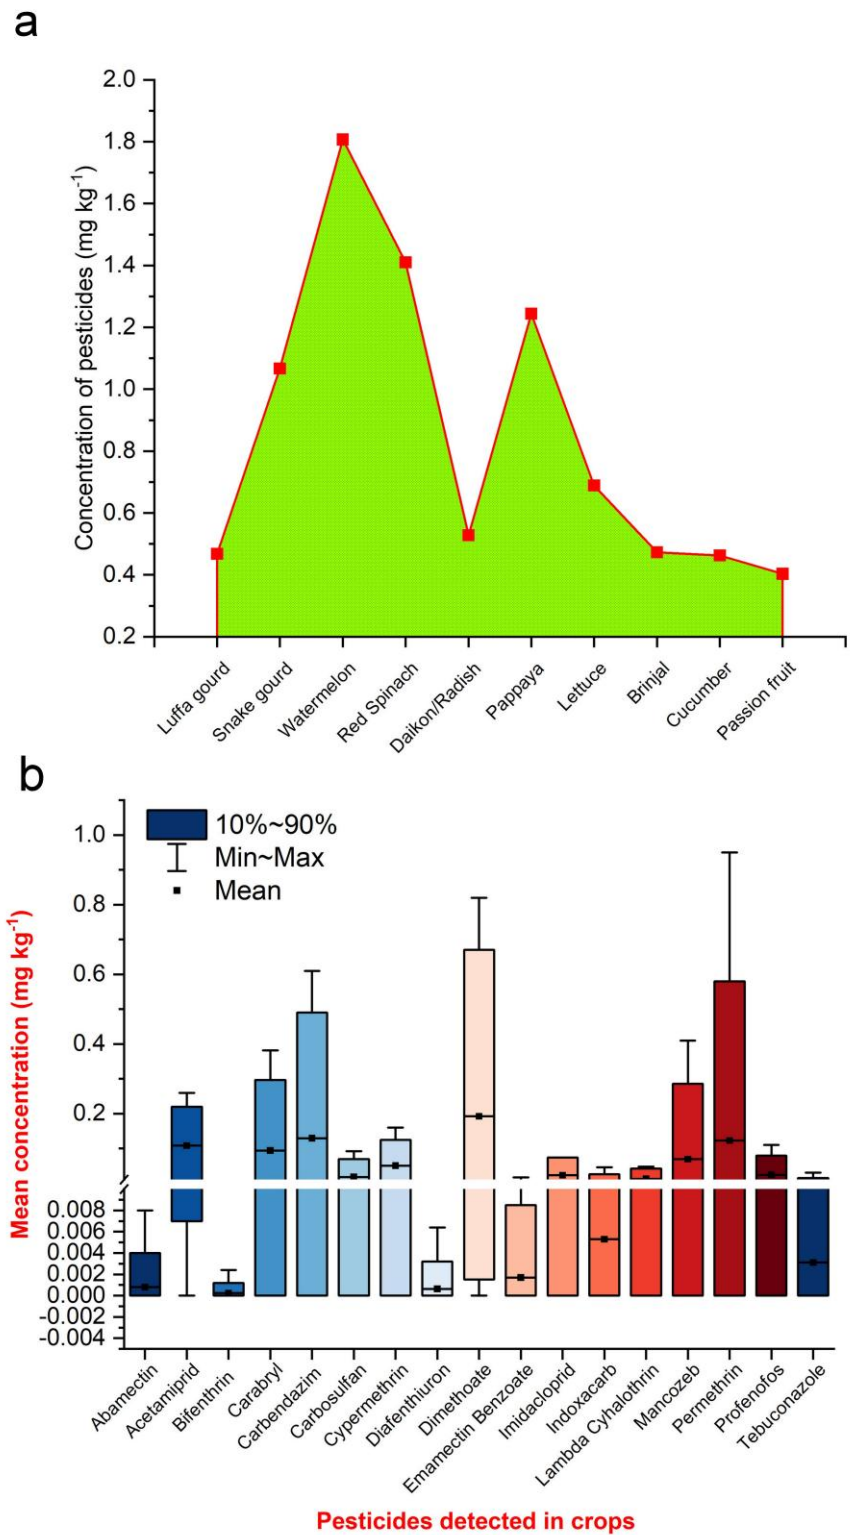 a
Concentration of pesticides (mg kg-1)
2.0
1.8
1.6
1.4
1.2
1.0
0.8
0.6
0.4
0.2
Luffa gourd
Snake gourd
Watermelon
Red Spinach
Daikon/Radish
Pappaya
Lettuce
Brinjal
Cucumber
Passion fruit
b
10%~90%
Min~Max
Mean
Mean concentration (mg kg-1)
1.0
0.8
0.6
0.4
0.2
0.008
0.006
0.004
0.002
0.000
-0.002
-0.004
Abamectin
Acetamiprid
Bifenthrin
Carabryl
Carbendazim
Carbosulfan
Cypermethrin
Diafenthiuron
Dimethoate
Emamectin Benzoate
Imidacloprid
Indoxacarb
Lambda Cyhalothrin
Mancozeb
Permethrin
Profenofos
Tebuconazole
Pesticides detected in crops